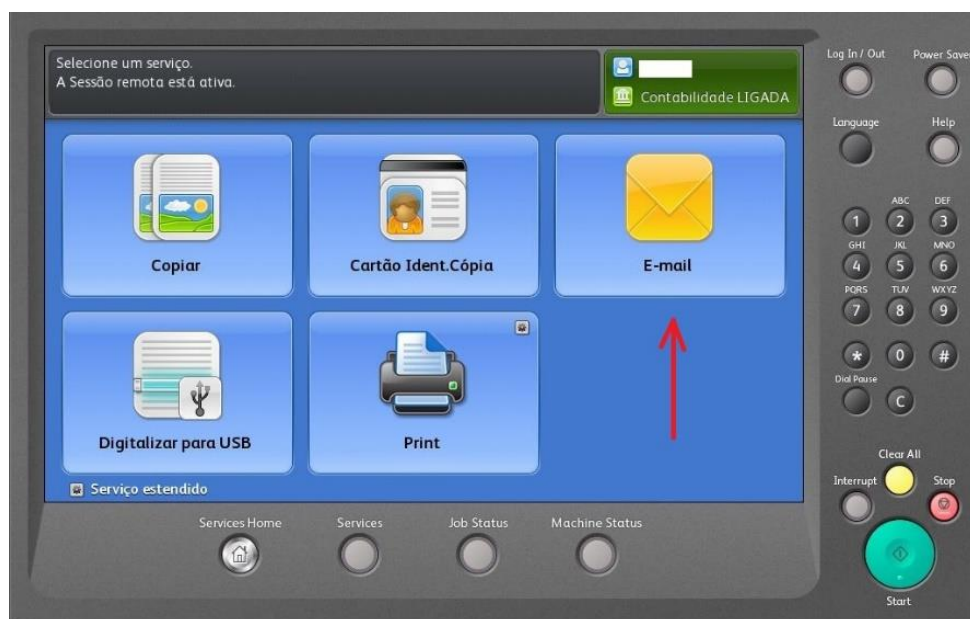 Selecione um serviço.
A Sessão remota está ativa.
Contabilidade LIGADA
Copiar
Cartão Ident.Cópia
E-mail
Digitalizar para USB
Print
Serviço estendido
Services Home
Services
Job Status
Machine Status
Log In / Out
Power Save
Language
Help
ABC DEF
1 2 3
GHI JKL MNO
4 5 6
PQRS TUV WXYZ
7 8 9
* 0 #
Dial Pause
C
Clear All
Interrupt
Stop
Start